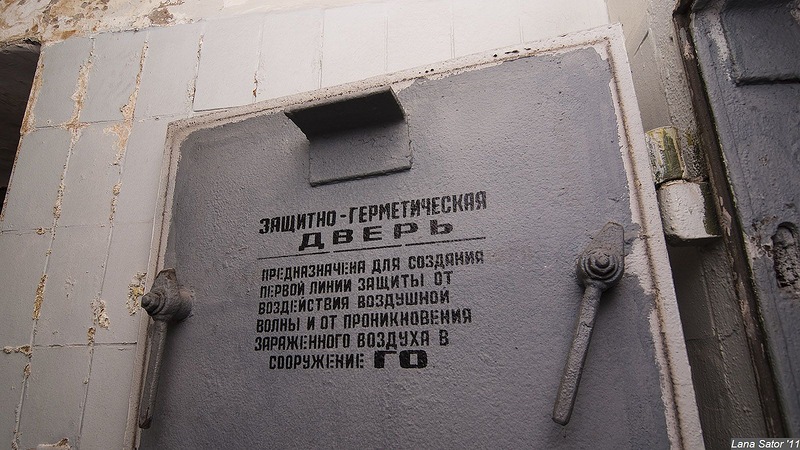 ЗАЩИТНО-ГЕРМЕТИЧЕСКАЯ
ДВЕРЬ
ПРЕДНАЗНАЧЕНА ДЛЯ СОЗДАНИЯ
ПЕРВОЙ ЛИНИИ ЗАЩИТЫ ОТ
ВОЗДЕЙСТВИЯ ВОЗДУШНОЙ
ВОЛНЫ И ОТ ПРОНИКНОВЕНИЯ
ЗАРАЖЕННОГО ВОЗДУХА В
СООРУЖЕНИЕ ГО
Lana Sator '11